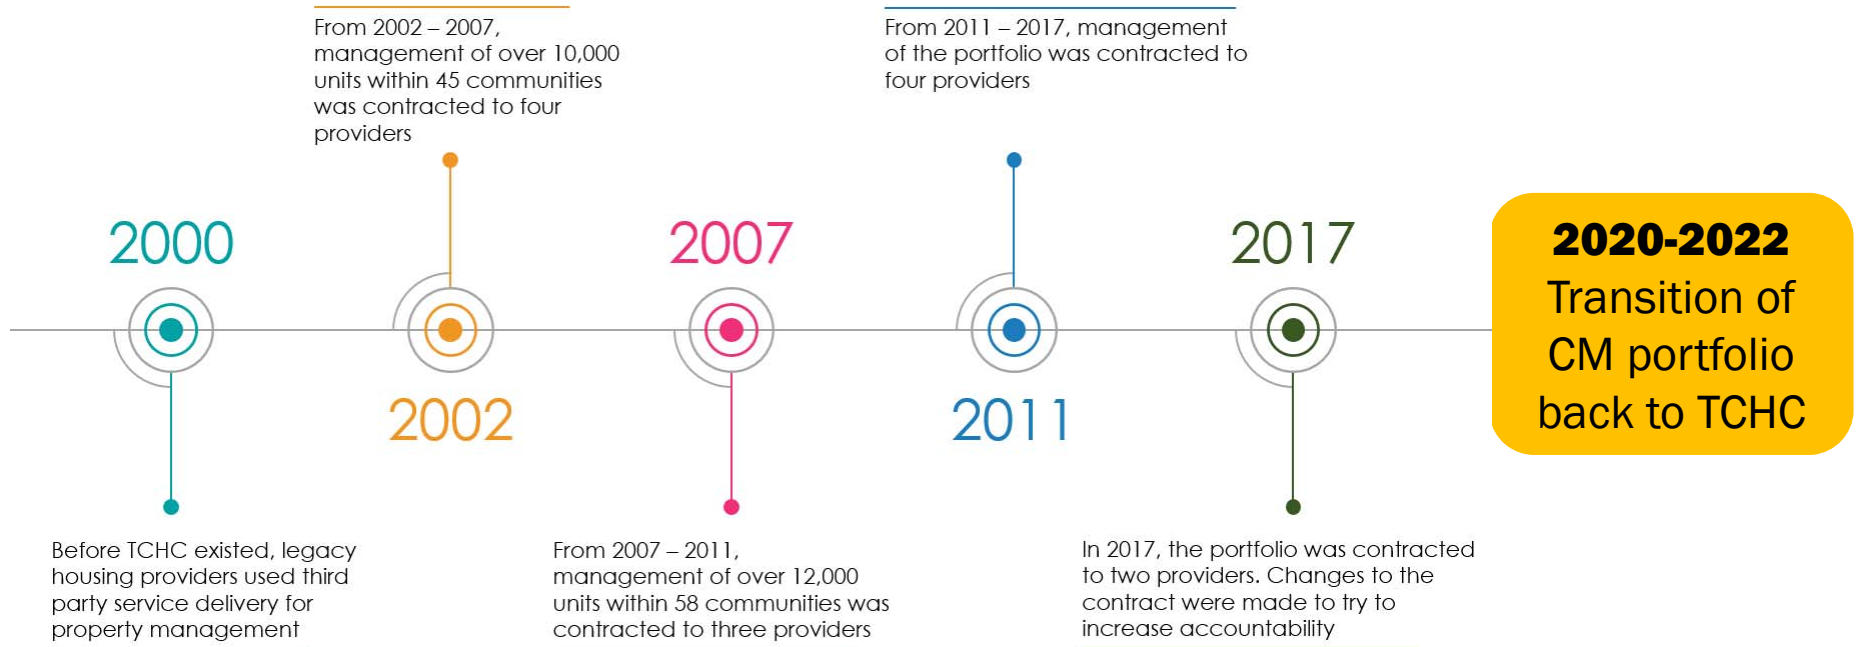 From 2002 – 2007,
management of over 10,000
units within 45 communities
was contracted to four
providers
From 2011 – 2017, management
of the portfolio was contracted to
four providers
2000
2002
2007
2011
2017
2020-2022
Transition of
CM portfolio
back to TCHC
Before TCHC existed, legacy
housing providers used third
party service delivery for
property management
From 2007 – 2011,
management of over 12,000
units within 58 communities was
contracted to three providers
In 2017, the portfolio was contracted
to two providers. Changes to the
contract were made to try to
increase accountability